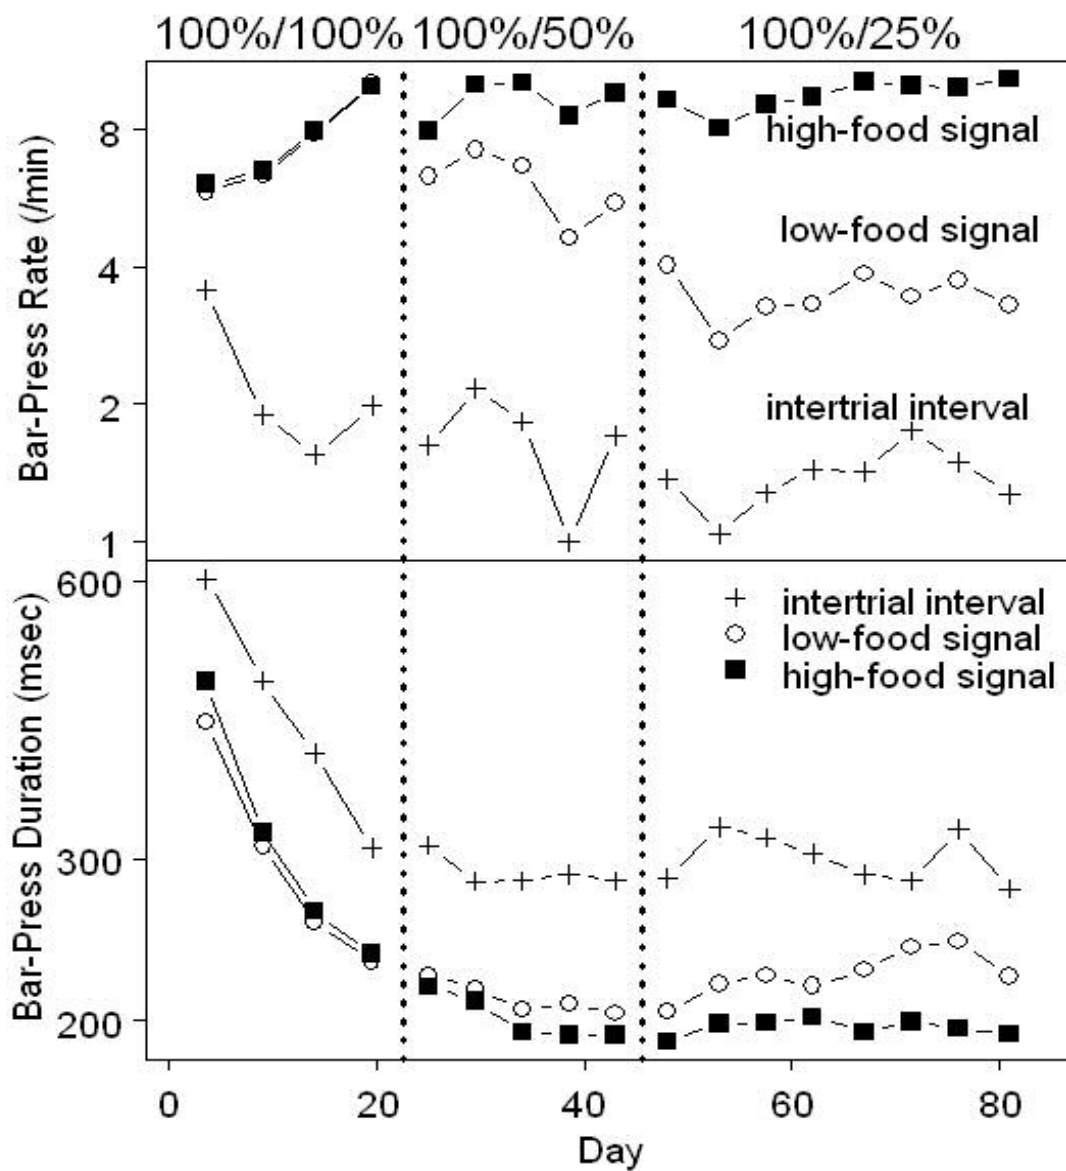 100%/100% 100%/50% 100%/25%
Bar-Press Rate (/min)
8
4
2
1
high-food signal
low-food signal
intertrial interval
Bar-Press Duration (msec)
600
300
200
intertrial interval
low-food signal
high-food signal
0 20 40 60 80
Day